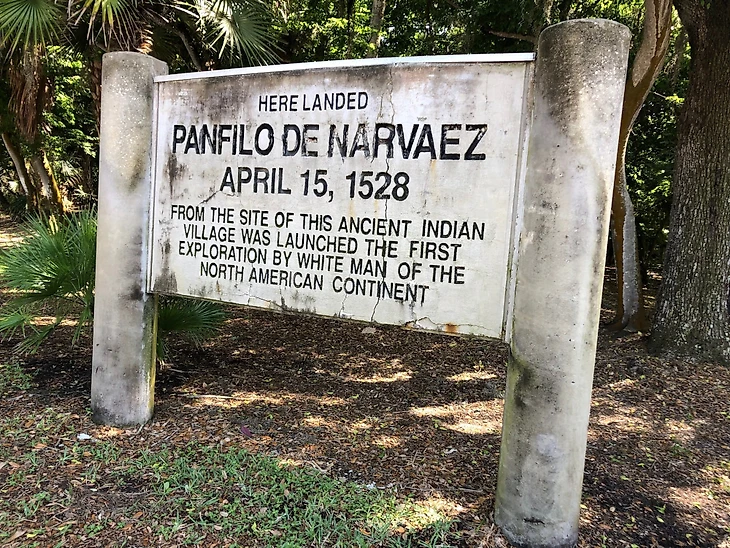 HERE LANDED
PANFILO DE NARVAEZ
APRIL 15, 1528
FROM THE SITE OF THIS ANCIENT INDIAN
VILLAGE WAS LAUNCHED THE FIRST
EXPLORATION BY WHITE MAN OF THE
NORTH AMERICAN CONTINENT